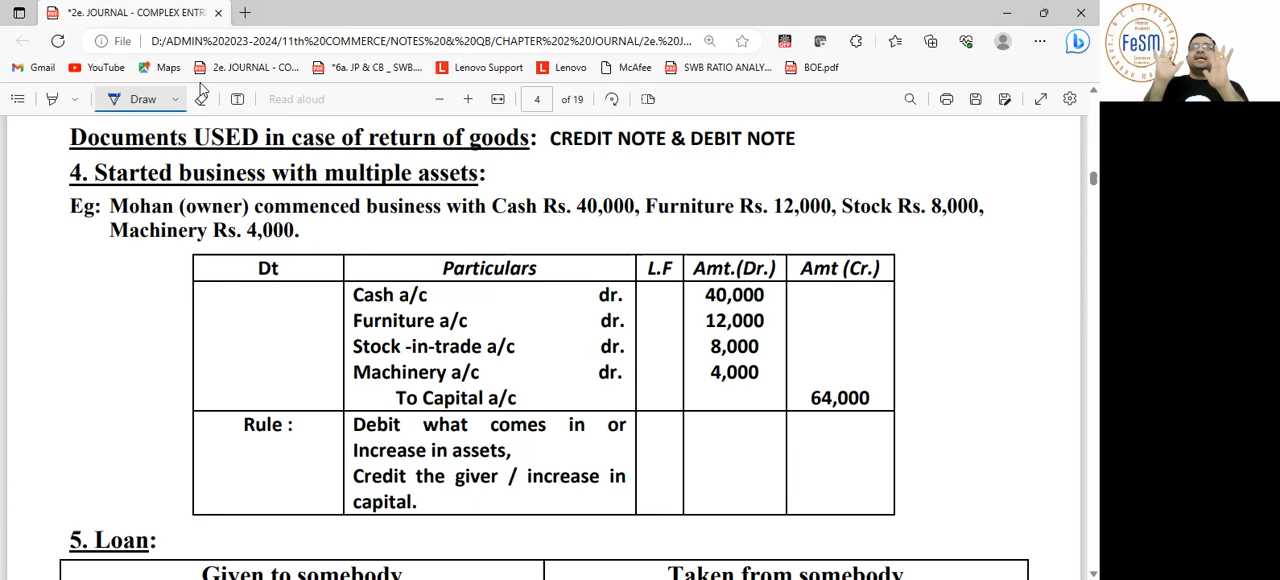 *2e. JOURNAL - COMPLEX ENTR
File
D:/ADMIN%202023-2024/11th%20COMMERCE/NOTES%20&%20QB/CHAPTER%202%20JOURNAL/2e.%20J...
Gmail
YouTube
Maps
2e. JOURNAL - CO...
*6a. JP & SCB _ SWB....
Lenovo Support
Lenovo
McAfee
SWB RATIO ANALY...
BOE.pdf
Draw
Read aloud
4 of 19
FeSM
Documents USED in case of return of goods: CREDIT NOTE & DEBIT NOTE
4. Started business with multiple assets:
Eg: Mohan (owner) commenced business with Cash Rs. 40,000, Furniture Rs. 12,000, Stock Rs. 8,000,
Machinery Rs. 4,000.
Dt Particulars L.F Amt.(Dr.) Amt (Cr.)
Cash a/c dr. 40,000
Furniture a/c dr. 12,000
Stock -in-trade a/c dr. 8,000
Machinery a/c dr. 4,000
To Capital a/c 64,000
Rule : Debit what comes in or
Increase in assets,
Credit the giver / increase in
capital.
5. Loan:
Given to somebody Taken from somebody